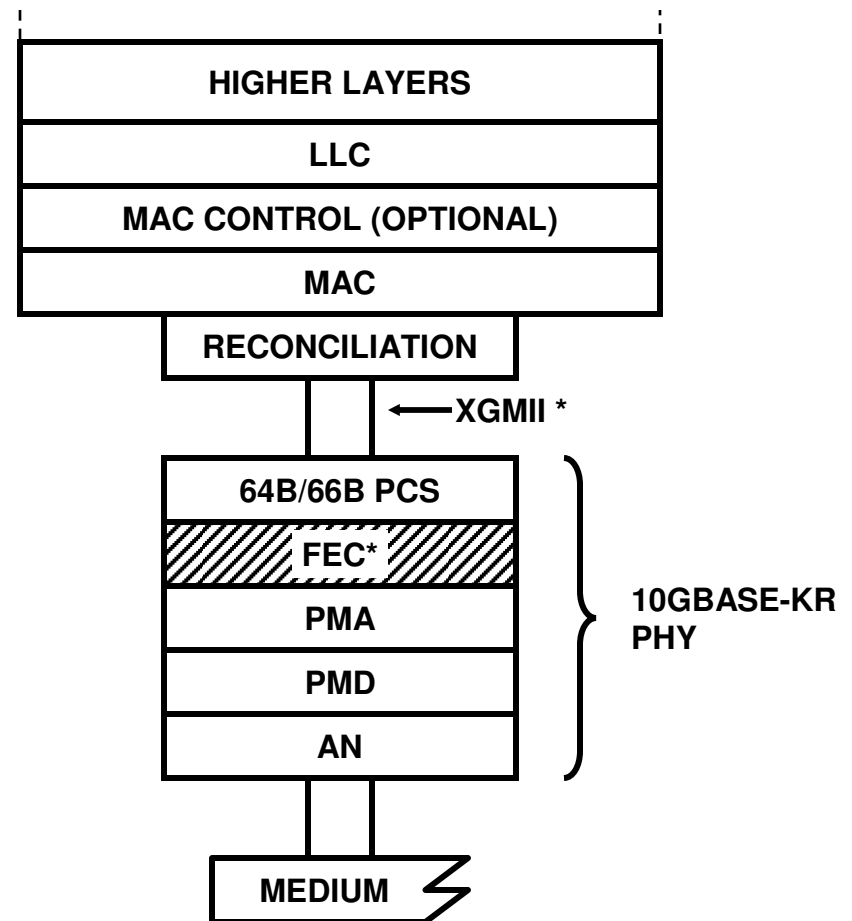 HIGHER LAYERS
LLC
MAC CONTROL (OPTIONAL)
MAC
RECONCILIATION
XGMII *
64B/66B PCS
FEC*
PMA
10GBASE-KR
PHY
PMD
AN
MEDIUM